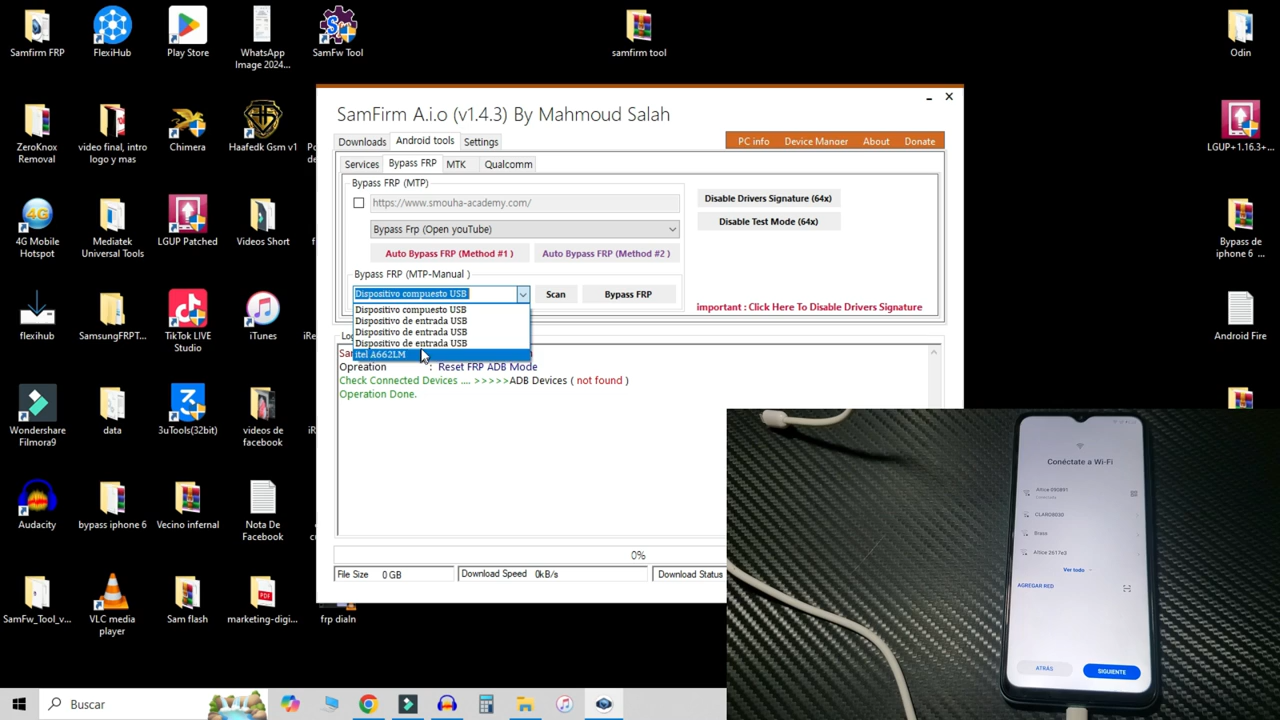 Samfirm FRP
FlexiHub
Play Store
WhatsApp
Image 2024...
SamFw Tool
samfirm tool
Odin
ZeroKnox
Removal
video final, intro
logo y mas
Chimera
Haafedk Gsm v1
LGUP+1.16.3+...
4G Mobile
Hotspot
Mediatek
Universal Tools
LGUP Patched
Videos Short
Bypass de
iphone 6 ...
flexihub
SamsungFRPT...
TikTok LIVE
Studio
iTunes
Android Fire
Wondershare
Filmora9
data
3uTools(32bit)
videos de
facebook
Audacity
bypass iphone 6
Vecino infernal
Nota De
Facebook
SamFw_Tool_v...
VLC media
player
Sam flash
marketing-digi...
frp dialn
SamFirm A.i.o (v1.4.3) By Mahmoud Salah
Downloads
Android tools
Settings
PC info
Device Manger
About
Donate
Services
Bypass FRP
MTK
Qualcomm
Bypass FRP (MTP)
https://www.smouha-academy.com/
Bypass Frp (Open youTube)
Auto Bypass FRP (Method #1 )
Auto Bypass FRP (Method #2 )
Disable Drivers Signature (64x)
Disable Test Mode (64x)
Bypass FRP (MTP-Manual )
Dispositivo compuesto USB
Scan
Bypass FRP
important : Click Here To Disable Drivers Signature
Dispositivo compuesto USB
Dispositivo de entrada USB
Dispositivo de entrada USB
Dispositivo de entrada USB
itel A662LM
Opreation : Reset FRP ADB Mode
Check Connected Devices .... >>>>>ADB Devices ( not found )
Operation Done.
0%
File Size 0 GB
Download Speed 0kB/s
Download Status
Buscar
Conéctate a Wi-Fi
Ver todo
AGREGAR RED
ATRÁS
SIGUIENTE